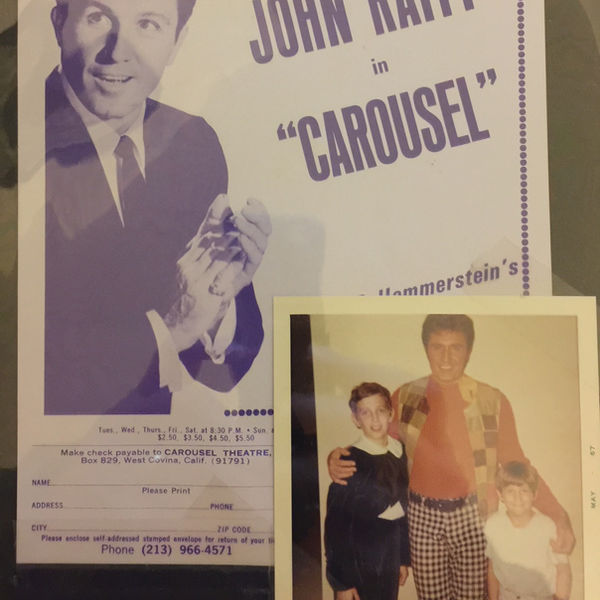 JOHN RAITT
in
“CAROUSEL”
Hammerstein's
Tues., Wed., Thurs., Fri., Sat. at 8:30 P.M. • Sun.
$2.50, $3.50, $4.50, $5.50
Make check payable to CAROUSEL THEATRE,
Box 829, West Covina, Calif. (91791)
NAME
Please Print
ADDRESS PHONE
CITY ZIP CODE
Please enclose self-addressed stamped envelope for return of your
Phone (213) 966-4571
MAY 67